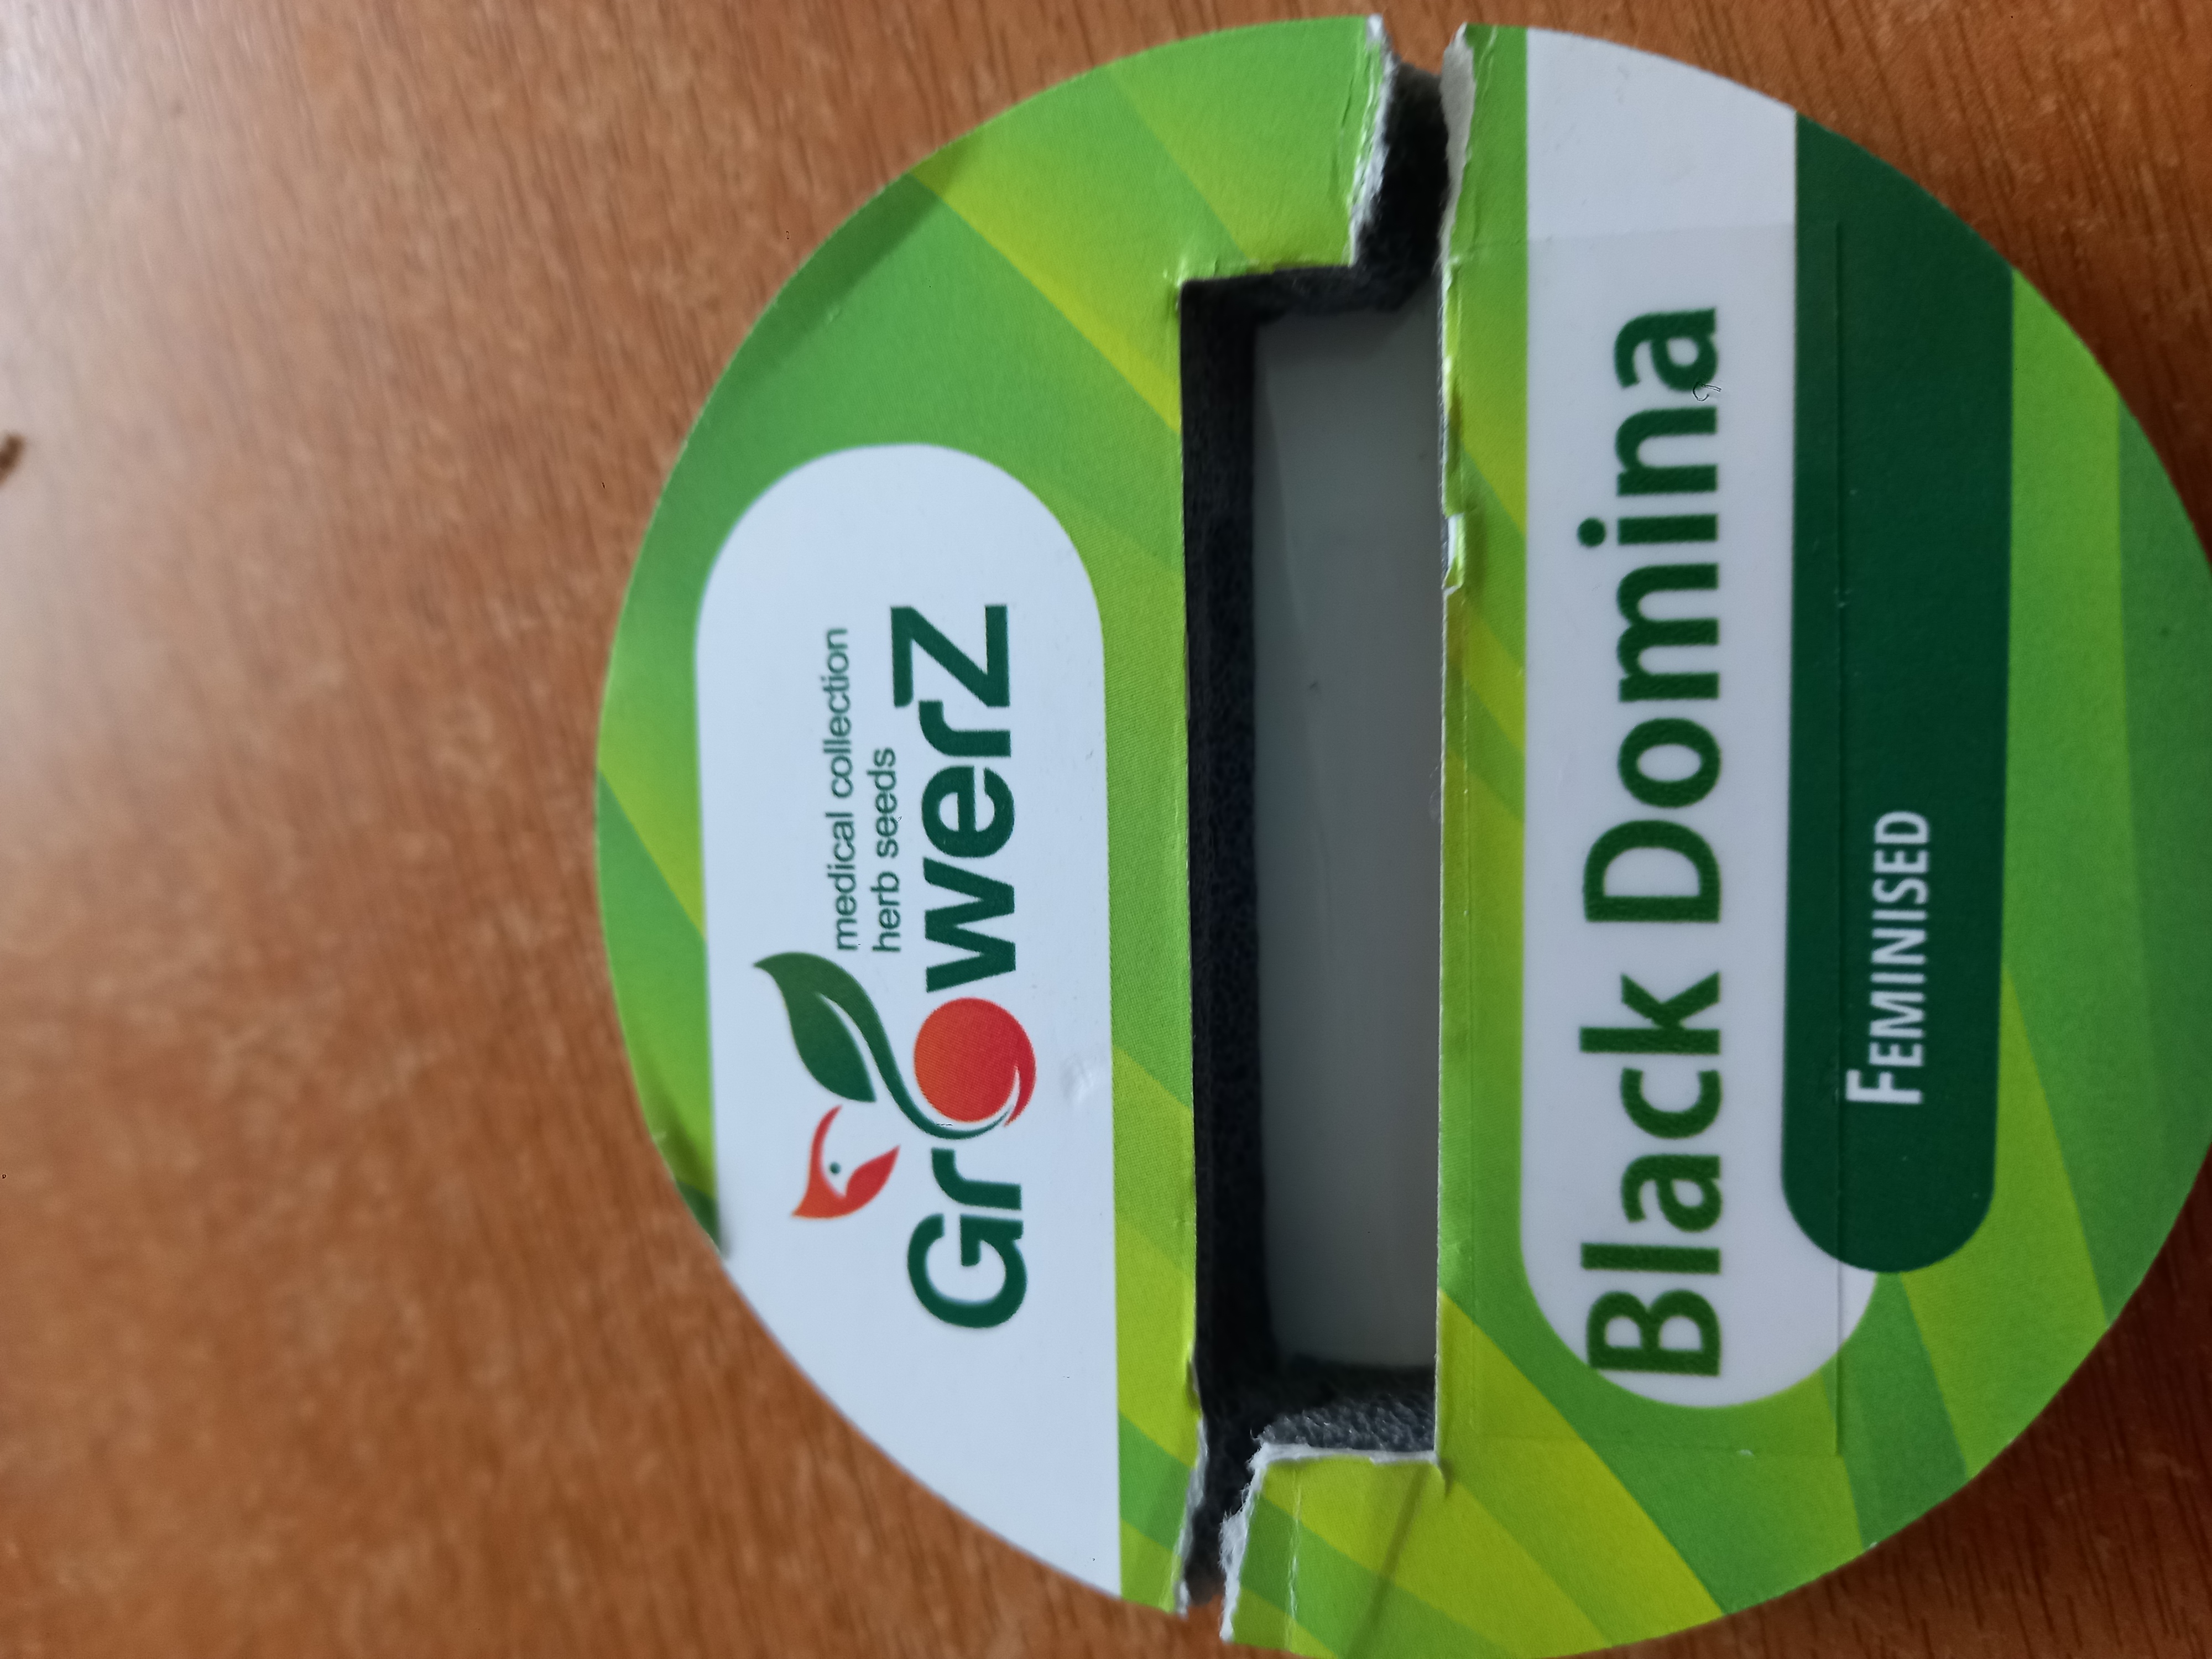 medical collection
herb seeds
GrowerZ
Black Domina
FEMINISED